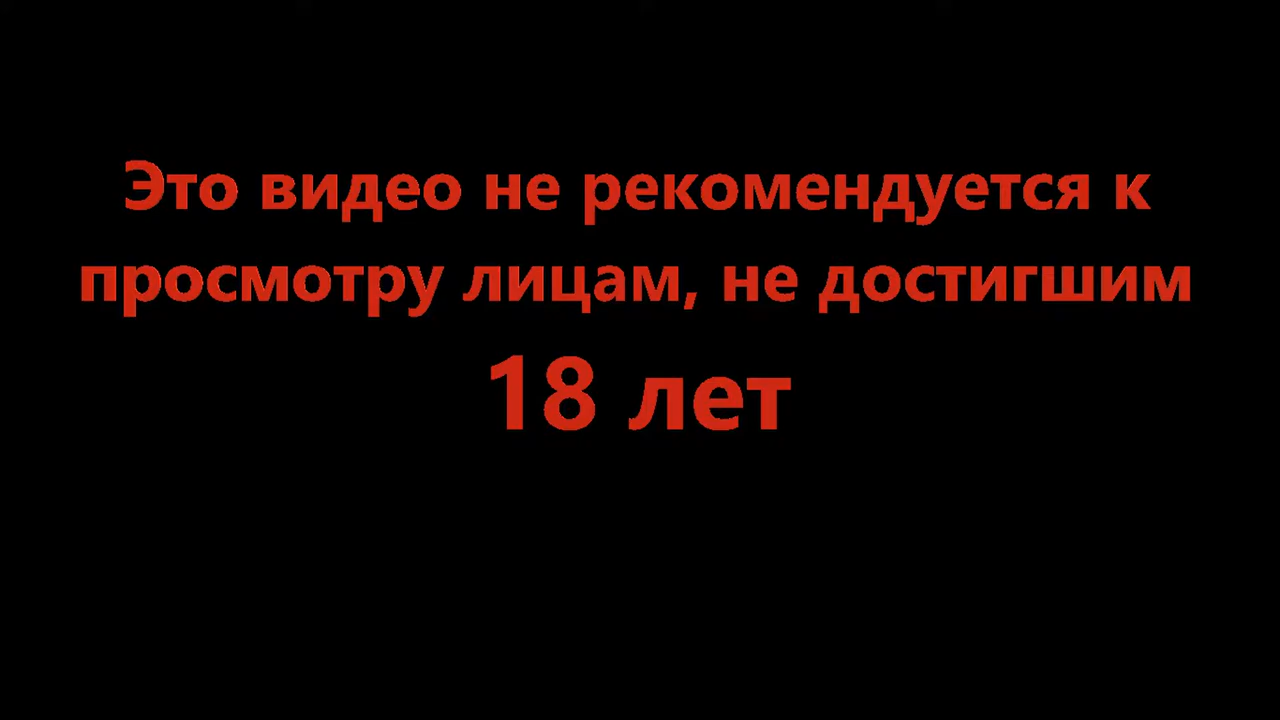 Это видео не рекомендуется к
просмотру лицам, не достигшим
18 лет